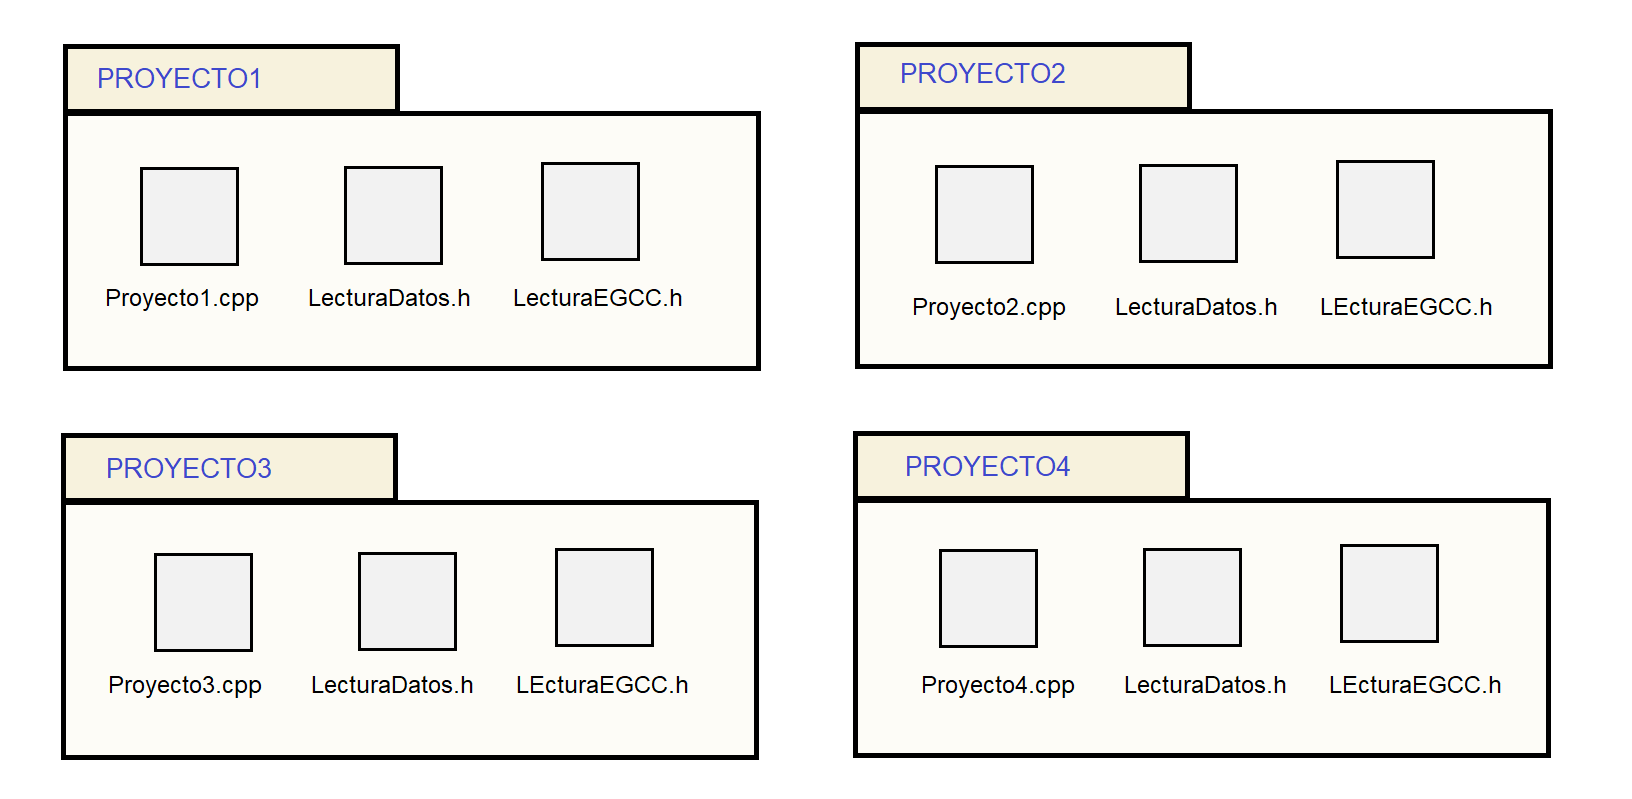 PROYECTO1
Proyecto1.cpp LecturaDatos.h LecturaEGCC.h
PROYECTO2
Proyecto2.cpp LecturaDatos.h LEcturaEGCC.h
PROYECTO3
Proyecto3.cpp LecturaDatos.h LEcturaEGCC.h
PROYECTO4
Proyecto4.cpp LecturaDatos.h LEcturaEGCC.h